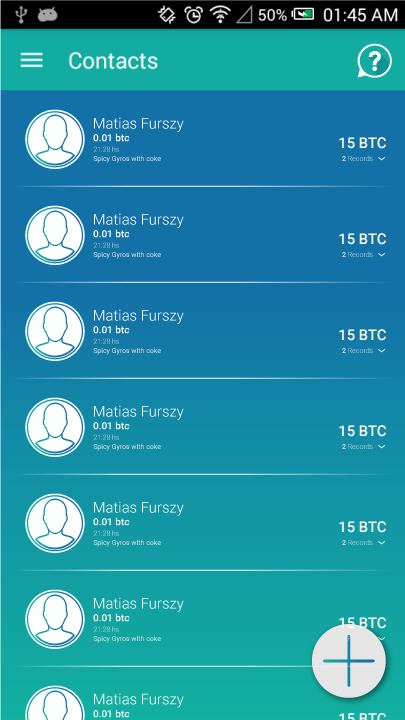 50% 01:45 AM
Contacts ?
Matias Furszy
0.01 btc
21:28 hs
Spicy Gyros with coke
15 BTC
2 Records
Matias Furszy
0.01 btc
21:28 hs
Spicy Gyros with coke
15 BTC
2 Records
Matias Furszy
0.01 btc
21:28 hs
Spicy Gyros with coke
15 BTC
2 Records
Matias Furszy
0.01 btc
21:28 hs
Spicy Gyros with coke
15 BTC
2 Records
Matias Furszy
0.01 btc
21:28 hs
Spicy Gyros with coke
15 BTC
2 Records
Matias Furszy
0.01 btc
21:28 hs
Spicy Gyros with coke
15 BTC
Matias Furszy
0.01 btc
15 BTC